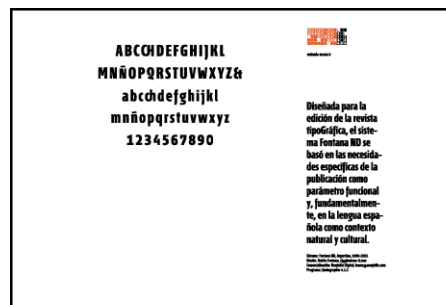 ABCCHDEFGHIJKL
MNÑOPQRSTUVWXYZ&
abcchdefghijkl
mnñopqrstuvwxyz
1234567890
Diseñada para la
edición de la revista
tipoGráfica, el siste-
ma Fontana ND se
basó en las necesida-
des específicas de la
publicación como
parámetro funcional
y, fundamentalmen-
te, en la lengua espa-
ñola como contexto
natural y cultural.